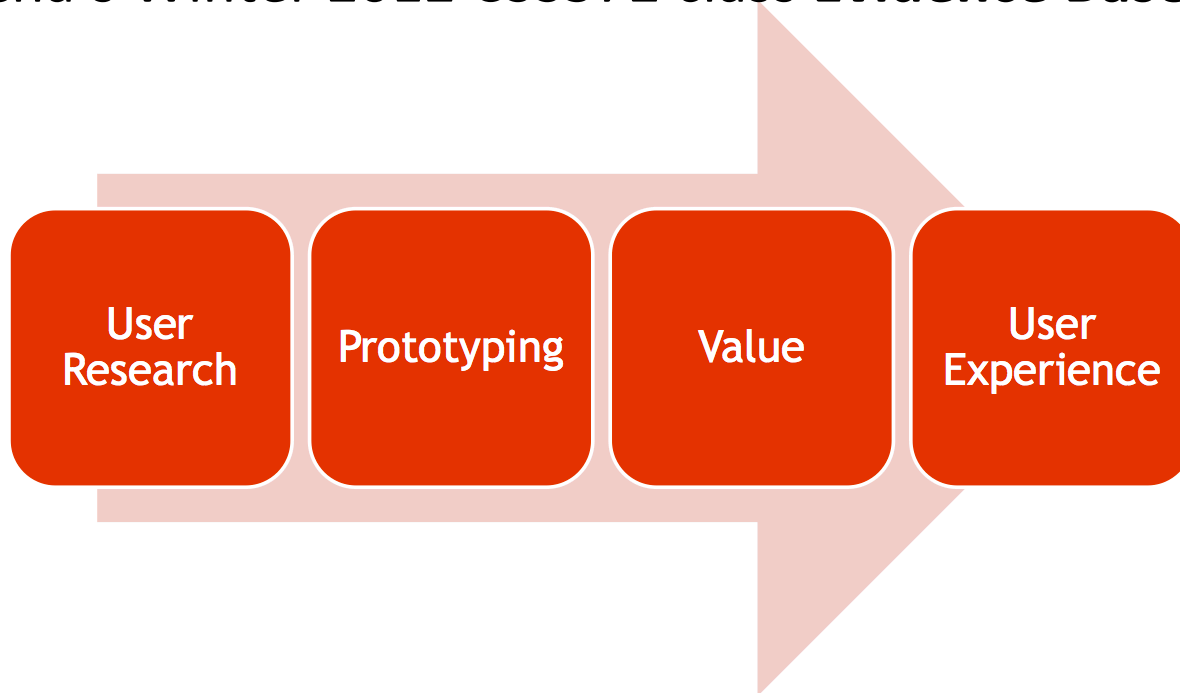 User
Research
Prototyping
Value
User
Experience